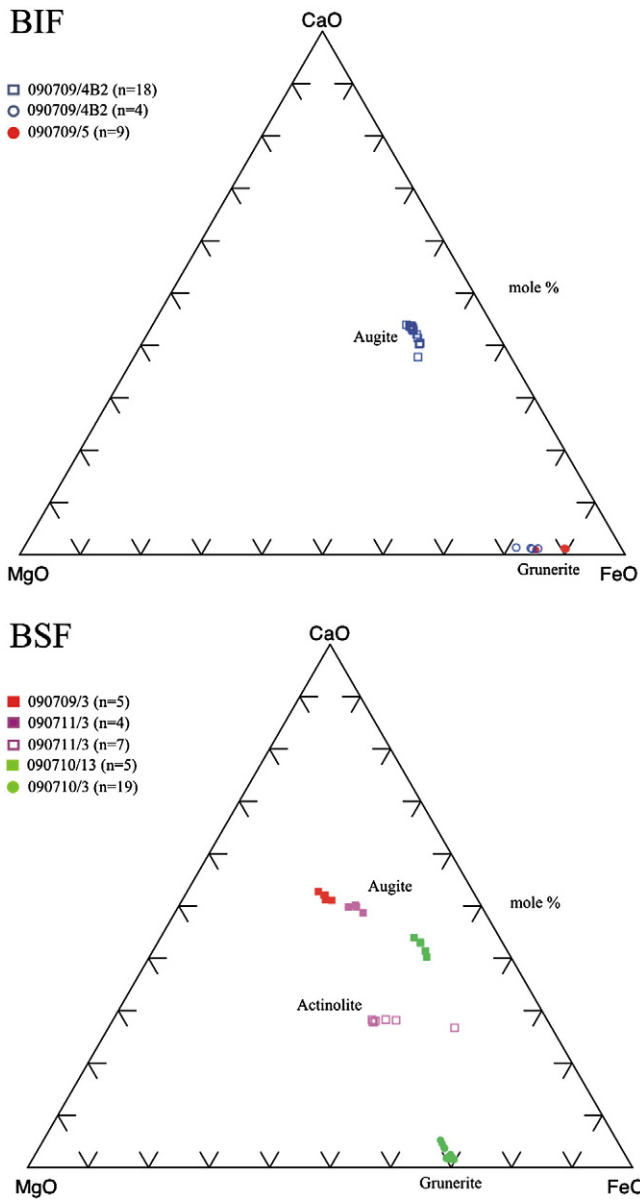 BIF
CaO
090709/4B2 (n=18)
090709/4B2 (n=4)
090709/5 (n=9)
mole %
Augite
MgO
Grunerite
FeO
BSF
CaO
090709/3 (n=5)
090711/3 (n=4)
090711/3 (n=7)
090710/13 (n=5)
090710/3 (n=19)
Augite
mole %
Actinolite
MgO
Grunerite
FeO